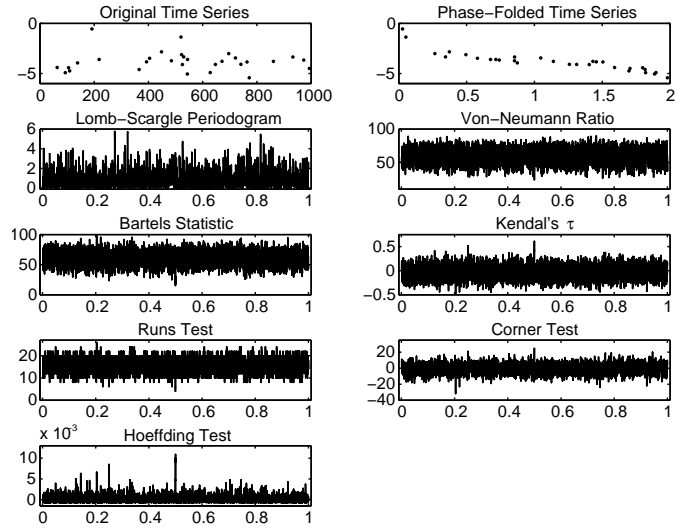 Original Time Series
0
−5
0 200 400 600 800 1000
Phase−Folded Time Series
0
−5
0 0.5 1 1.5 2
Lomb−Scargle Periodogram
6
4
2
0
0 0.2 0.4 0.6 0.8 1
Von−Neumann Ratio
100
50
0 0.2 0.4 0.6 0.8 1
Bartels Statistic
100
50
0
0 0.2 0.4 0.6 0.8 1
Kendal's τ
0.5
0
−0.5
0 0.2 0.4 0.6 0.8 1
Runs Test
20
10
0
0 0.2 0.4 0.6 0.8 1
Corner Test
20
0
−20
−40
0 0.2 0.4 0.6 0.8 1
Hoeffding Test
x 10⁻³
10
5
0
0 0.2 0.4 0.6 0.8 1